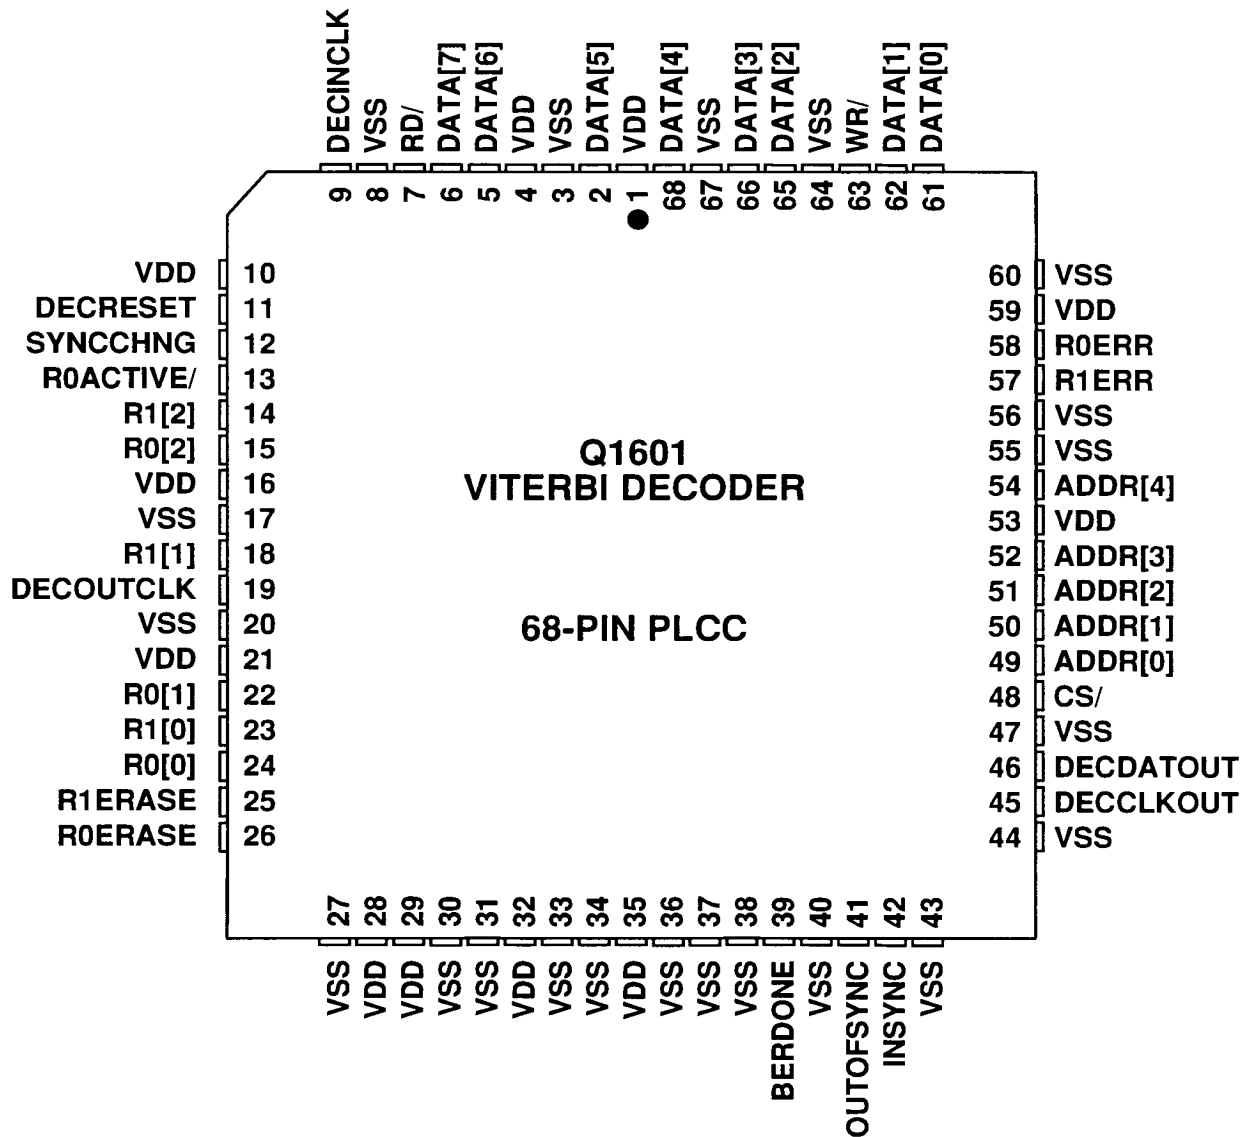 DECINCLK
VSS
RD/
DATA[7]
DATA[6]
VDD
VSS
DATA[5]
VDD
DATA[4]
VSS
DATA[3]
DATA[2]
VSS
WR/
DATA[1]
DATA[0]
9 8 7 6 5 4 3 2 1 68 67 66 65 64 63 62 61
VDD 10
DECRESET 11
SYNCCHNG 12
R0ACTIVE/ 13
R1[2] 14
R0[2] 15
VDD 16
VSS 17
R1[1] 18
DECOUTCLK 19
VSS 20
VDD 21
R0[1] 22
R1[0] 23
R0[0] 24
R1ERASE 25
R0ERASE 26
Q1601
VITERBI DECODER
68-PIN PLCC
60 VSS
59 VDD
58 R0ERR
57 R1ERR
56 VSS
55 VSS
54 ADDR[4]
53 VDD
52 ADDR[3]
51 ADDR[2]
50 ADDR[1]
49 ADDR[0]
48 CS/
47 VSS
46 DECDATOUT
45 DECCLKOUT
44 VSS
27 28 29 30 31 32 33 34 35 36 37 38 39 40 41 42 43
VSS
VDD
VDD
VSS
VSS
VDD
VSS
VSS
VDD
VSS
VSS
VSS
BERDONE
VSS
OUTOFSYNC
INSYNC
VSS